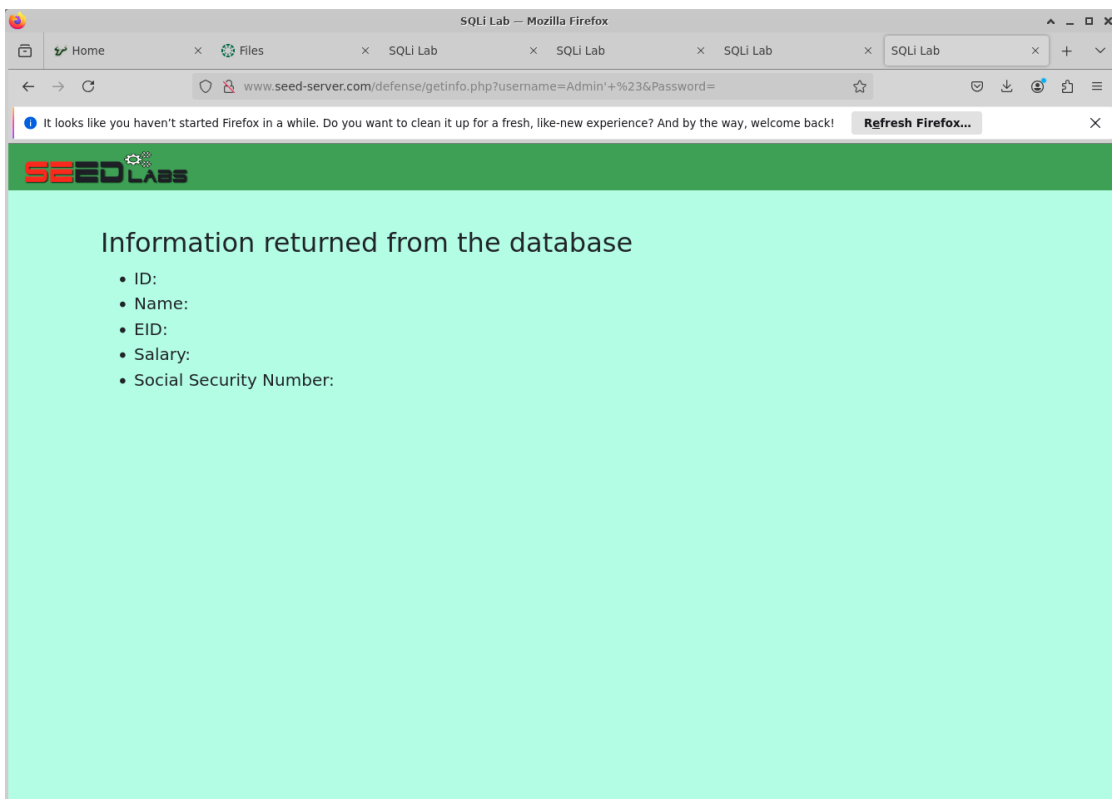 SQLi Lab — Mozilla Firefox
Home Files SQLi Lab SQLi Lab SQLi Lab SQLi Lab
www.seed-server.com/defense/getinfo.php?username=Admin'+%23&Password=
It looks like you haven't started Firefox in a while. Do you want to clean it up for a fresh, like-new experience? And by the way, welcome back! Refresh Firefox...
SEED LABS
Information returned from the database
• ID:
• Name:
• EID:
• Salary:
• Social Security Number: